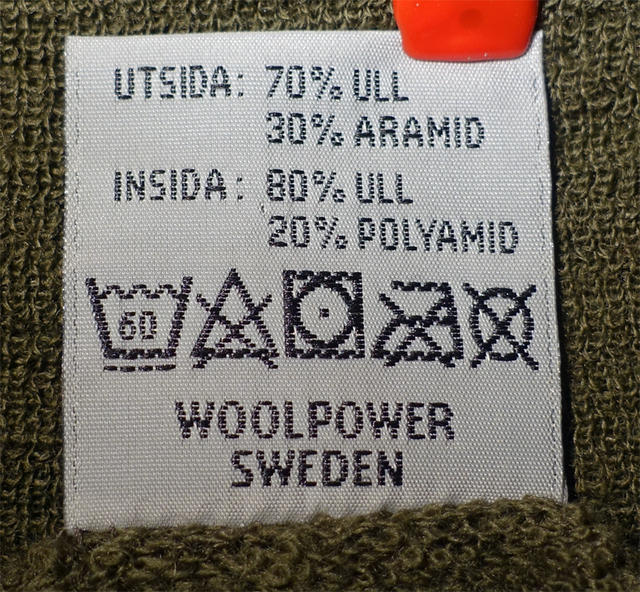 UTSIDA: 70% ULL
30% ARAMID
INSIDA: 80% ULL
20% POLYAMID
60
WOOLPOWER
SWEDEN